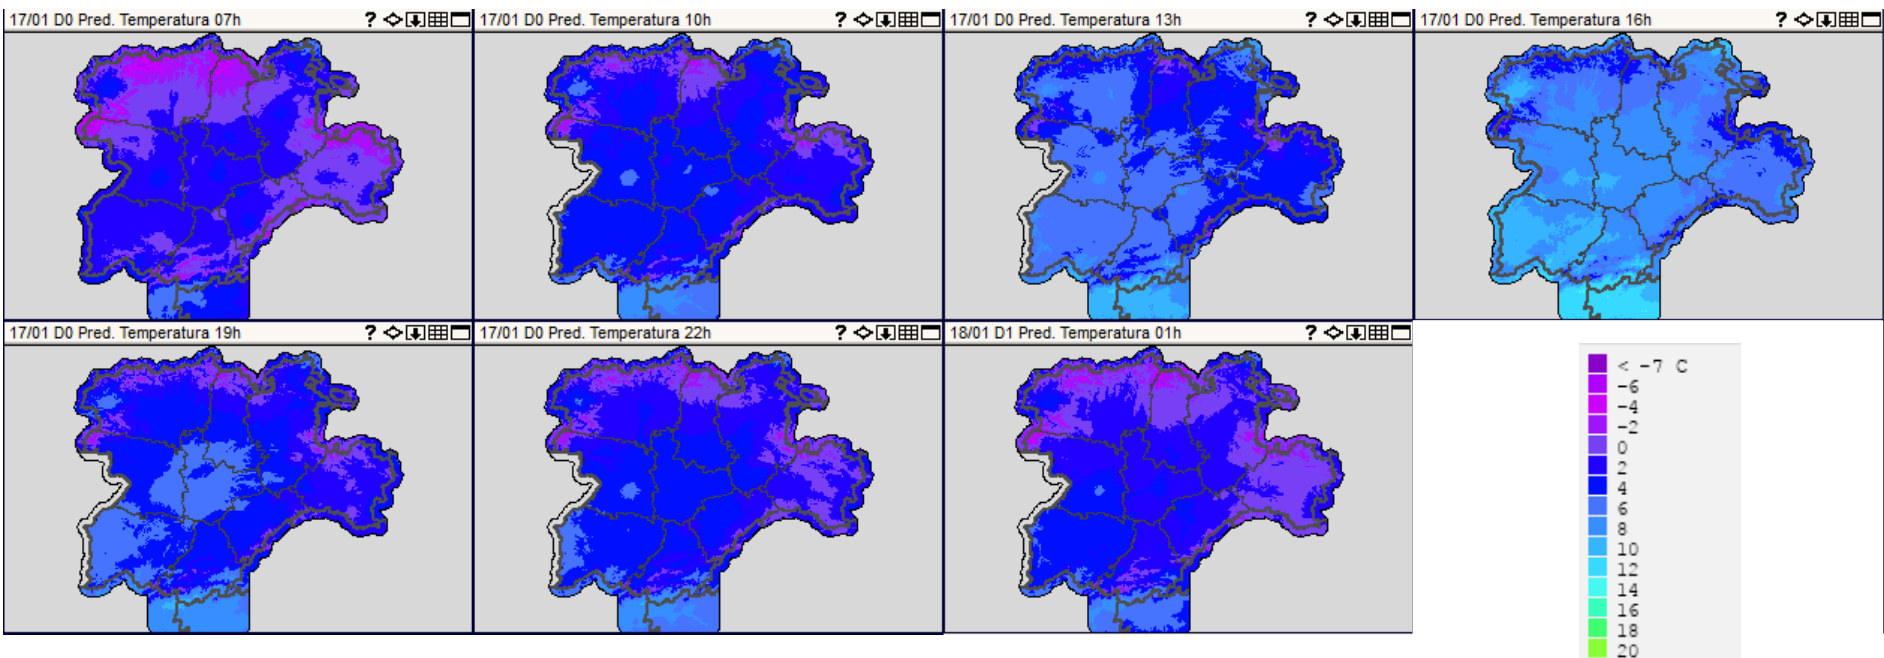 17/01 D0 Pred. Temperatura 07h ?
17/01 D0 Pred. Temperatura 10h ?
17/01 D0 Pred. Temperatura 13h ?
17/01 D0 Pred. Temperatura 16h ?
17/01 D0 Pred. Temperatura 19h ?
17/01 D0 Pred. Temperatura 22h ?
18/01 D1 Pred. Temperatura 01h ?
< -7 C
-6
-4
-2
0
2
4
6
8
10
12
14
16
18
20